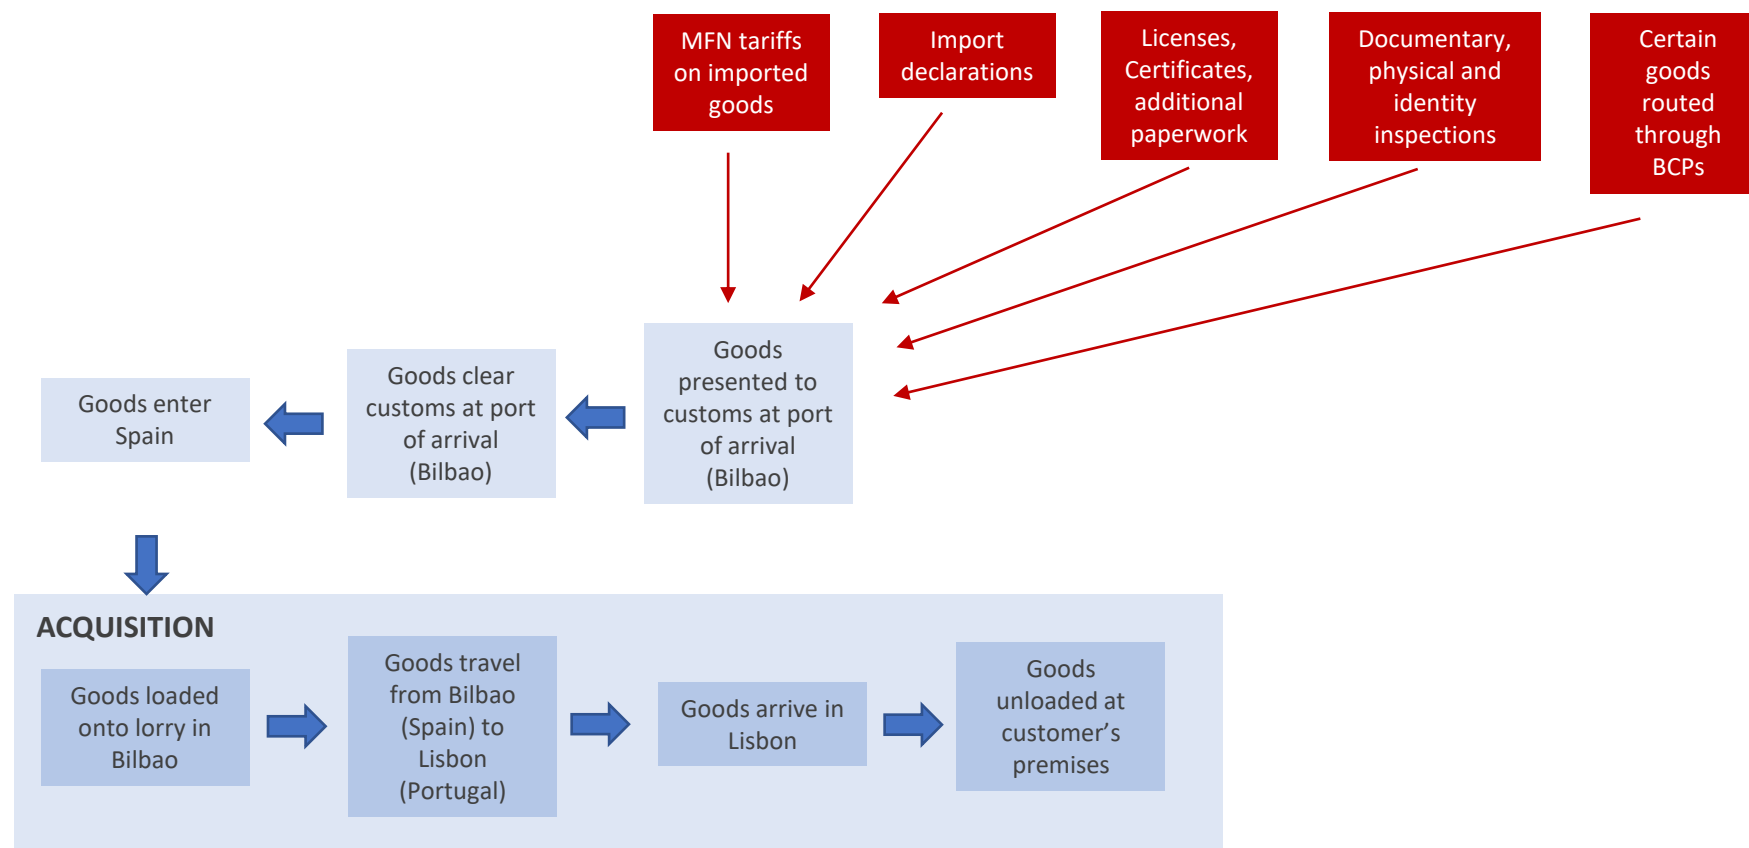 MFN tariffs
on imported
goods
Import
declarations
Licenses,
Certificates,
additional
paperwork
Documentary,
physical and
identity
inspections
Certain
goods
routed
through
BCPs
Goods
presented to
customs at port
of arrival
(Bilbao)
Goods clear
customs at port
of arrival
(Bilbao)
Goods enter
Spain
ACQUISITION
Goods loaded
onto lorry in
Bilbao
Goods travel
from Bilbao
(Spain) to
Lisbon
(Portugal)
Goods arrive in
Lisbon
Goods
unloaded at
customer’s
premises